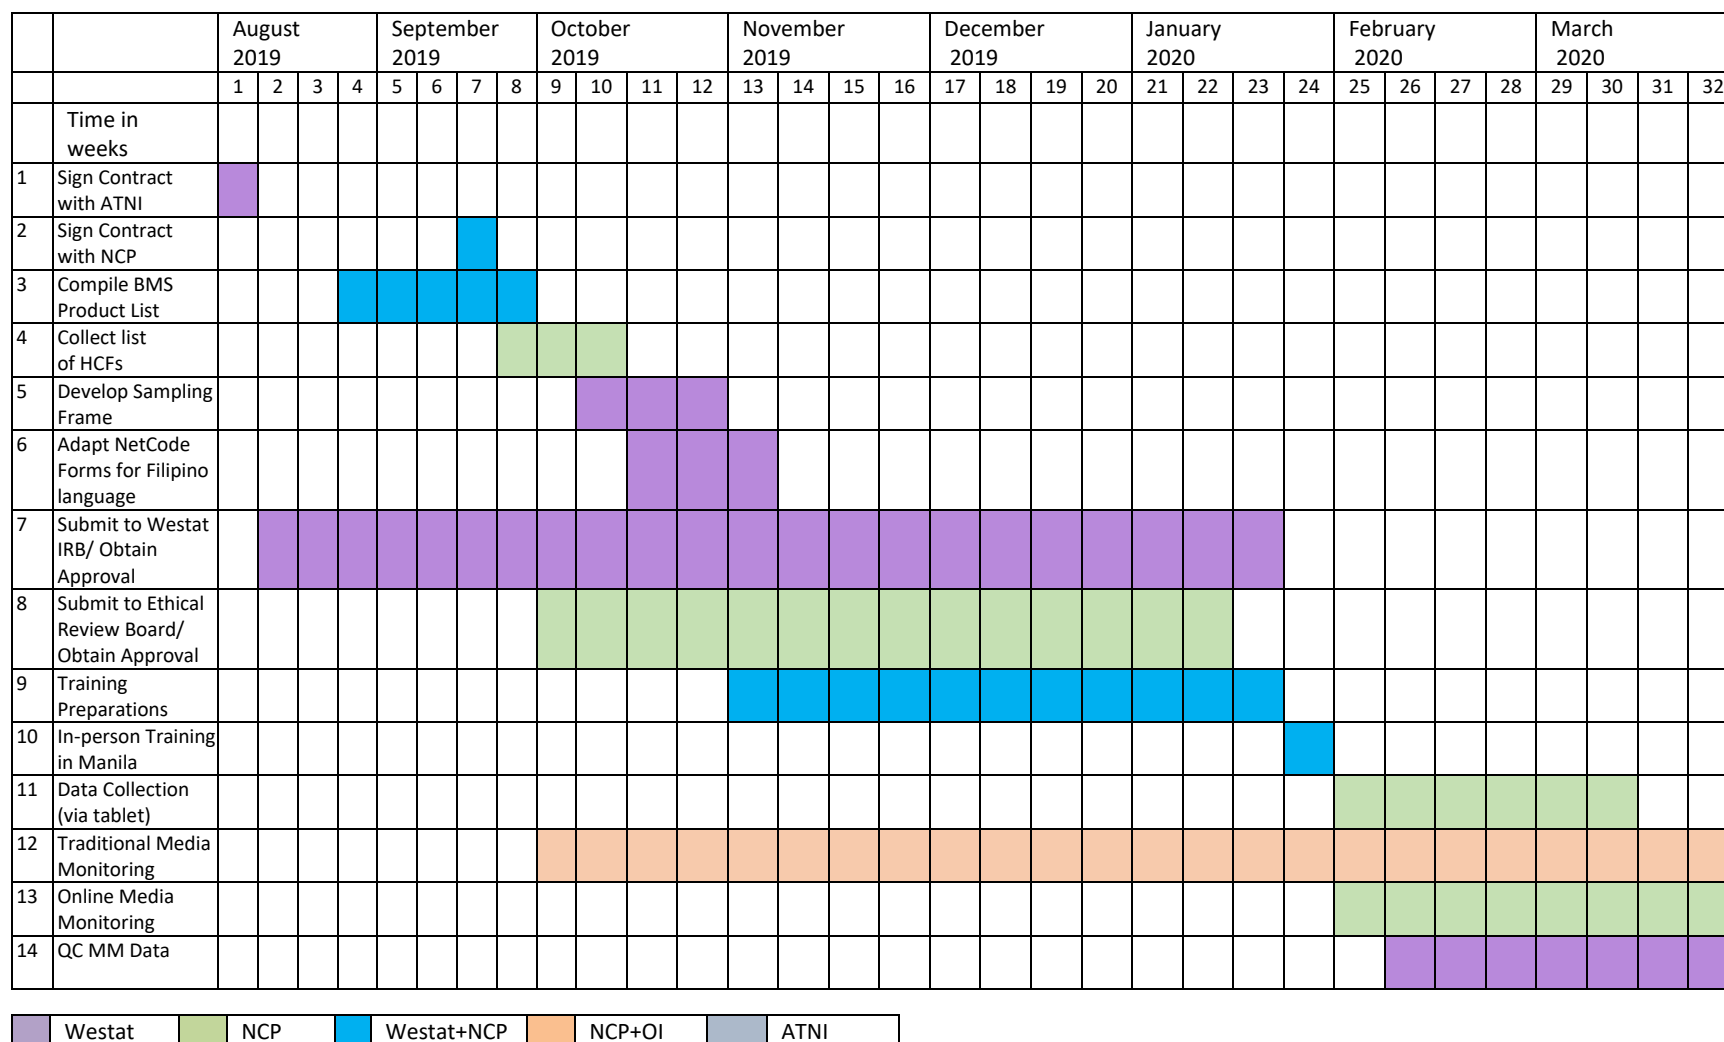 August September October November December January February March
2019 2019 2019 2019 2019 2020 2020 2020
1 2 3 4 5 6 7 8 9 10 11 12 13 14 15 16 17 18 19 20 21 22 23 24 25 26 27 28 29 30 31 32
Time in
weeks
1 Sign Contract
with ATNI
2 Sign Contract
with NCP
3 Compile BMS
Product List
4 Collect list
of HCFs
5 Develop Sampling
Frame
6 Adapt NetCode
Forms for Filipino
language
7 Submit to Westat
IRB/ Obtain
Approval
8 Submit to Ethical
Review Board/
Obtain Approval
9 Training
Preparations
10 In-person Training
in Manila
11 Data Collection
(via tablet)
12 Traditional Media
Monitoring
13 Online Media
Monitoring
14 QC MM Data
Westat NCP Westat+NCP NCP+OI ATNI